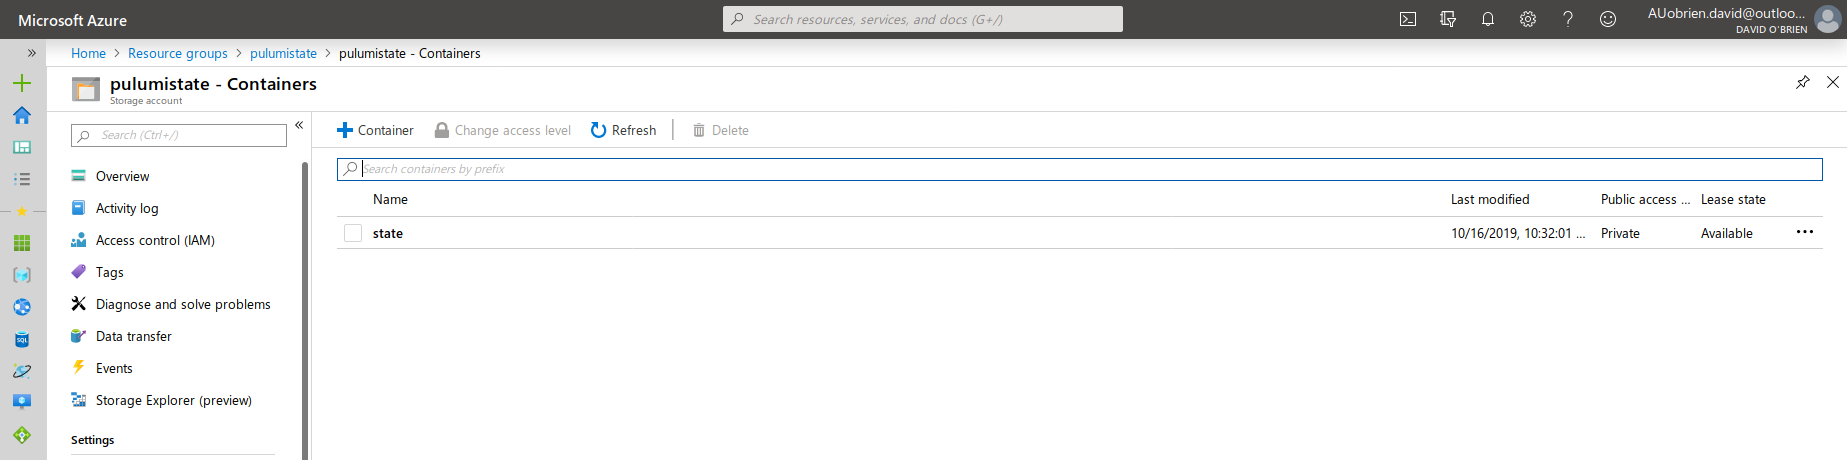 Microsoft Azure
Search resources, services, and docs (G+/)
AUobrien.david@outloo...
DAVID O'BRIEN
Home > Resource groups > pulumistate > pulumistate - Containers
pulumistate - Containers
Storage account
Search (Ctrl+/)
Overview
Activity log
Access control (IAM)
Tags
Diagnose and solve problems
Data transfer
Events
Storage Explorer (preview)
Settings
Container Change access level Refresh Delete
Search containers by prefix
Name Last modified Public access ... Lease state
state 10/16/2019, 10:32:01 ... Private Available
SQL